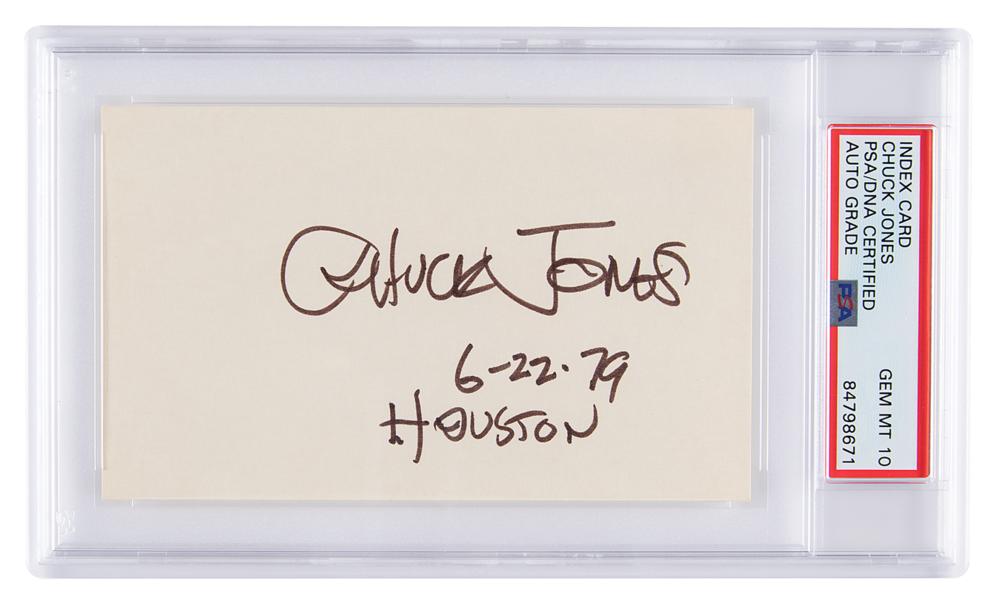 CHUCK JONES
6-22-79
HOUSTON
INDEX CARD
CHUCK JONES
PSA/DNA CERTIFIED
AUTO GRADE
PSA
GEM MT 10
84798671